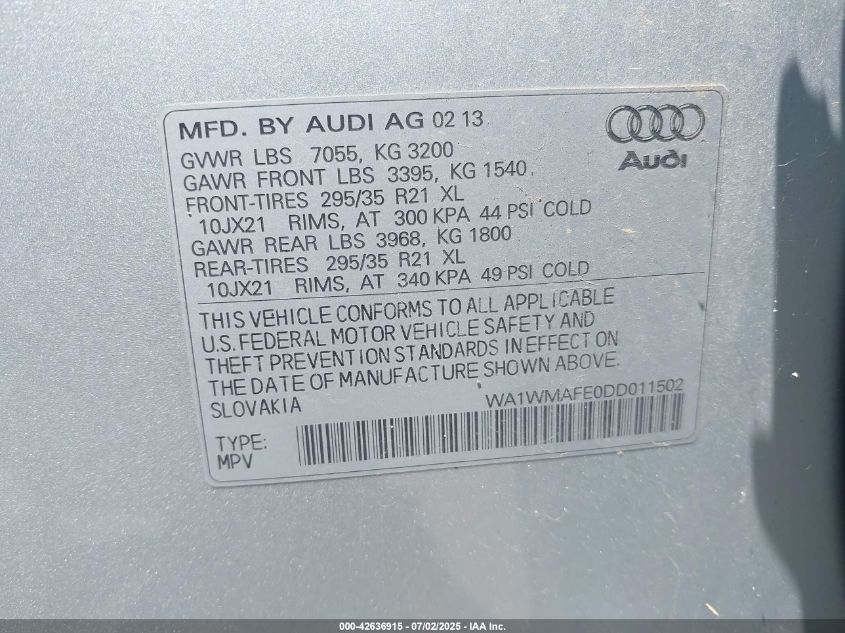 MFD. BY AUDI AG 02 13
Audi
GVWR LBS 7055, KG 3200
GAWR FRONT LBS 3395, KG 1540
FRONT-TIRES 295/35 R21 XL
10JX21 RIMS, AT 300 KPA 44 PSI COLD
GAWR REAR LBS 3968, KG 1800
REAR-TIRES 295/35 R21 XL
10JX21 RIMS, AT 340 KPA 49 PSI COLD
THIS VEHICLE CONFORMS TO ALL APPLICABLE
U.S. FEDERAL MOTOR VEHICLE SAFETY AND
THEFT PREVENTION STANDARDS IN EFFECT ON
THE DATE OF MANUFACTURE SHOWN ABOVE.
SLOVAKIA WA1WMAFE0DD011502
TYPE:
MPV
000-42636915 - 07/02/2025 - IAA Inc.